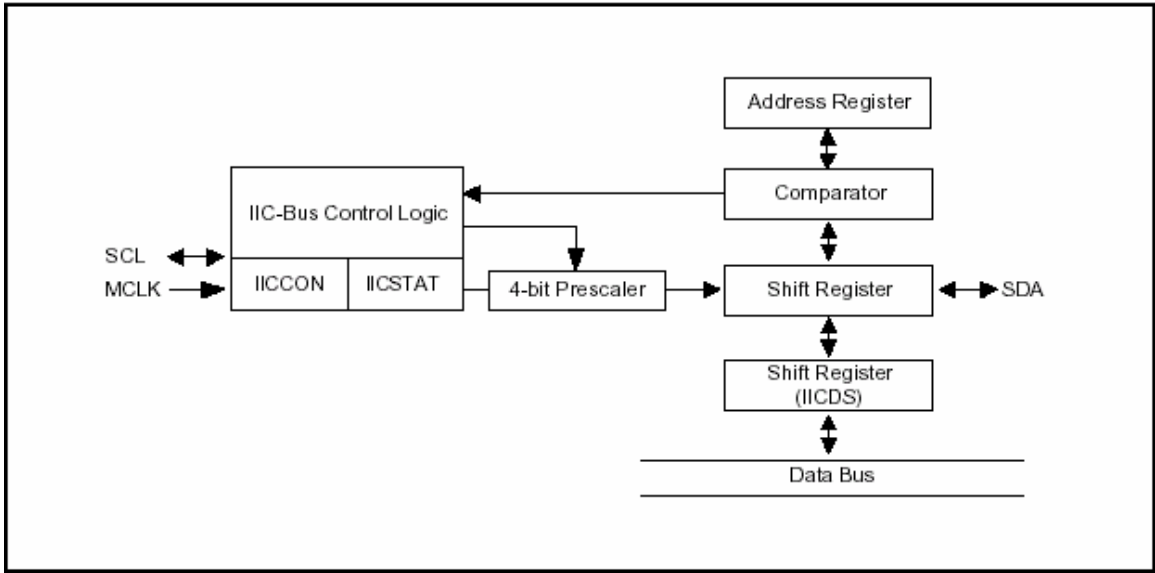 Address Register
Comparator
IIC-Bus Control Logic
SCL
MCLK
IICCON
IICSTAT
4-bit Prescaler
Shift Register
SDA
Shift Register
(IICDS)
Data Bus